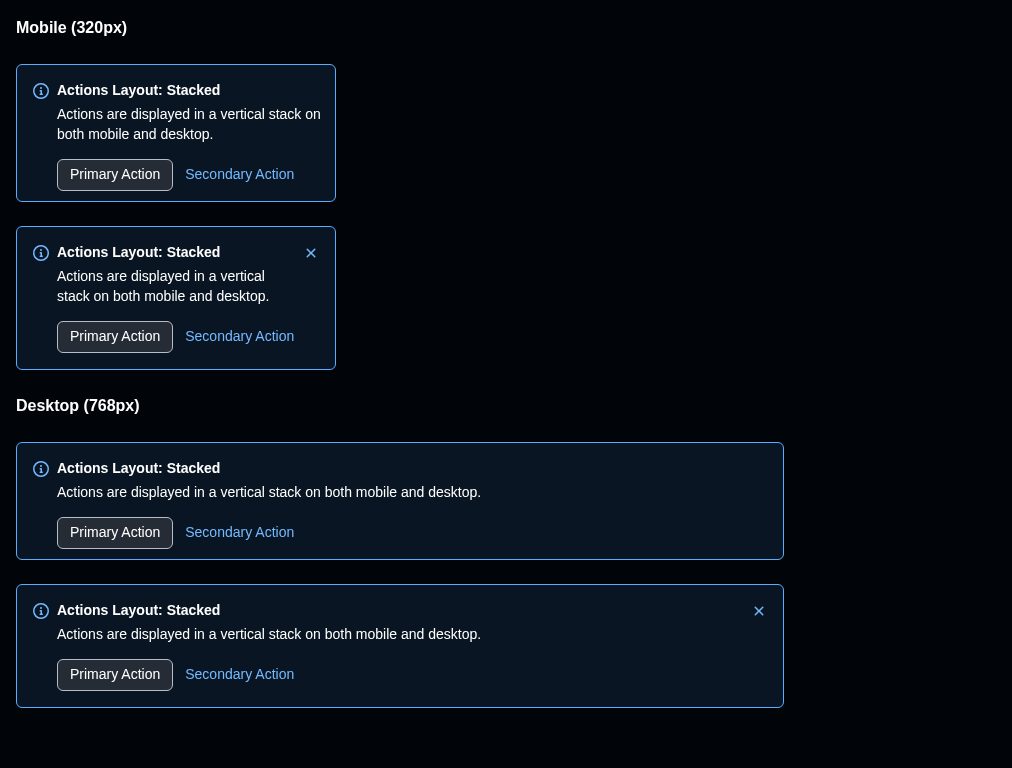 Mobile (320px)
Actions Layout: Stacked
Actions are displayed in a vertical stack on
both mobile and desktop.
Primary Action Secondary Action
Actions Layout: Stacked
Actions are displayed in a vertical
stack on both mobile and desktop.
Primary Action Secondary Action
Desktop (768px)
Actions Layout: Stacked
Actions are displayed in a vertical stack on both mobile and desktop.
Primary Action Secondary Action
Actions Layout: Stacked
Actions are displayed in a vertical stack on both mobile and desktop.
Primary Action Secondary Action